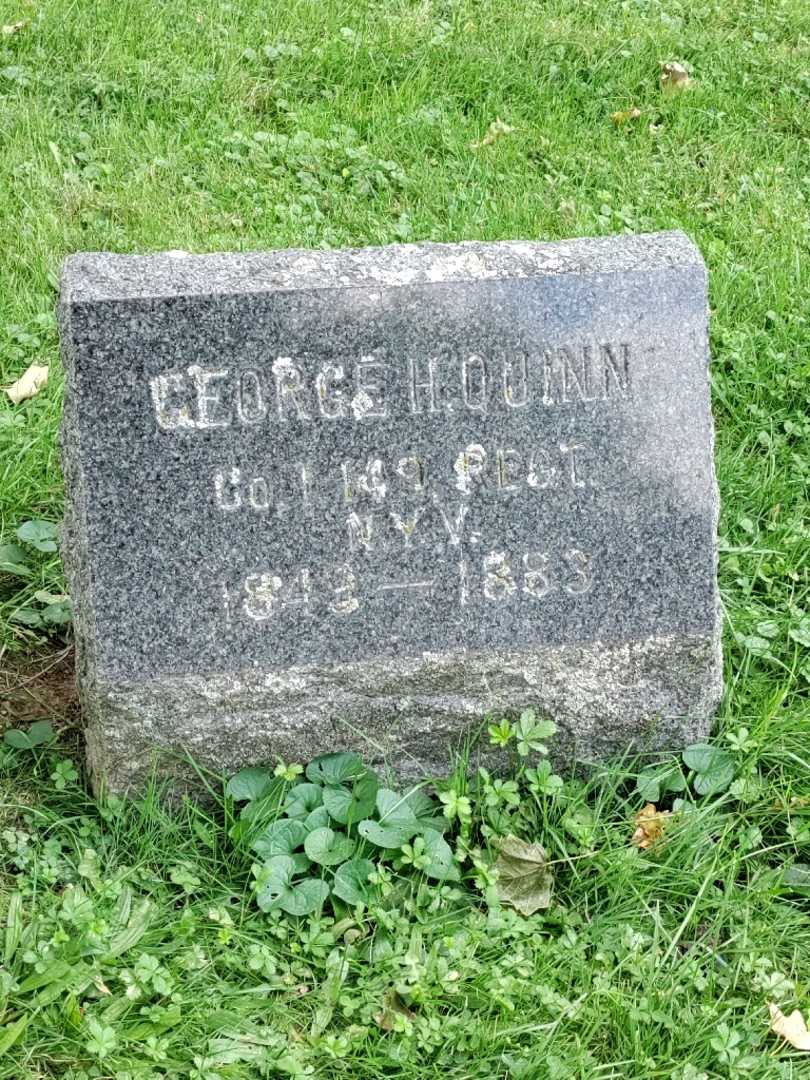 GEORGE H. QUINN
Co. I 149. REGT.
N.Y.V.
1843 — 1883